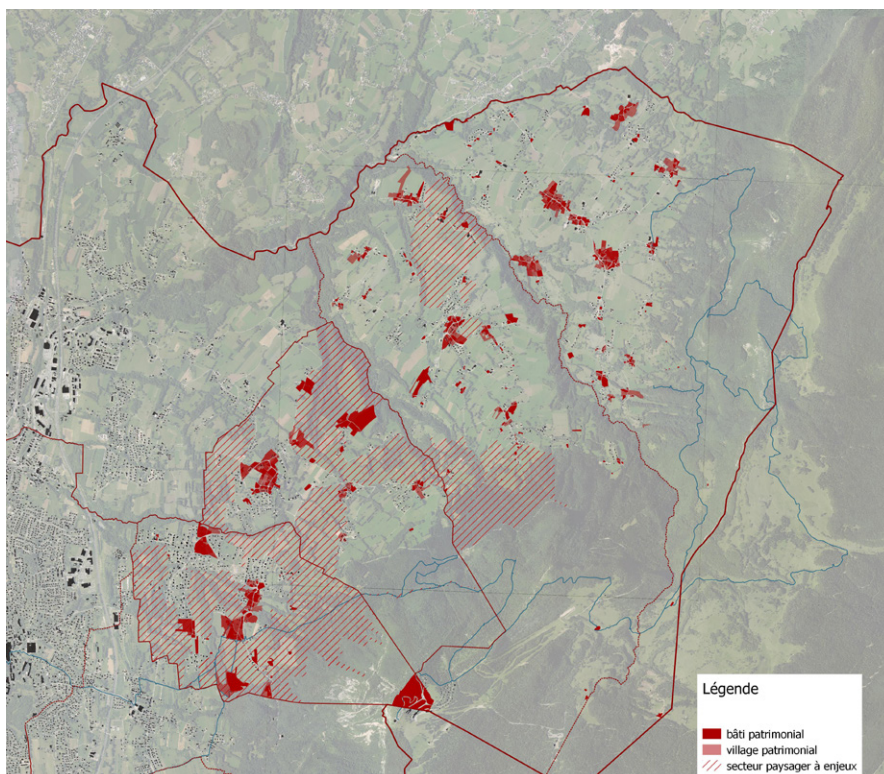 Légende
bâti patrimonial
village patrimonial
secteur paysager à enjeux